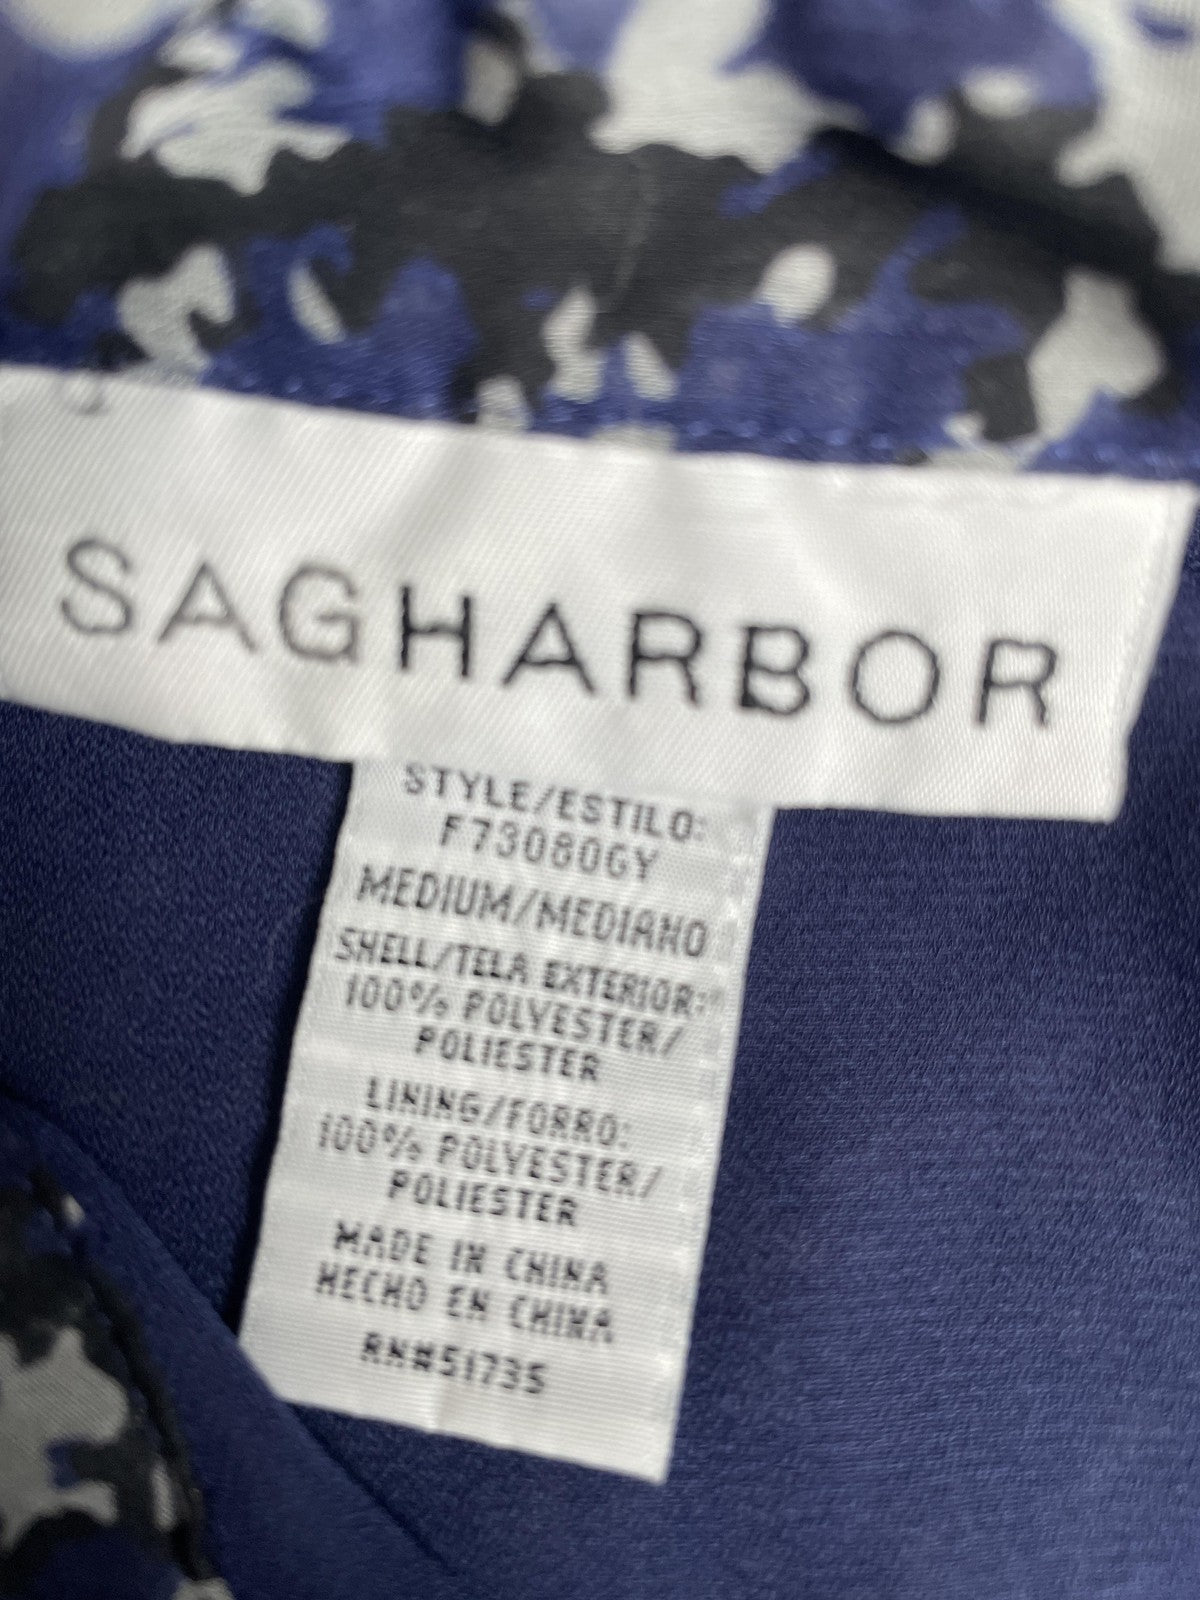 SAGHARBOR
STYLE/ESTILO:
F73080GY
MEDIUM/MEDIANO
SHELL/TELA EXTERIOR:
100% POLYESTER/
POLIESTER
LINING/FORRO:
100% POLYESTER/
POLIESTER
MADE IN CHINA
HECHO EN CHINA
RN#51735